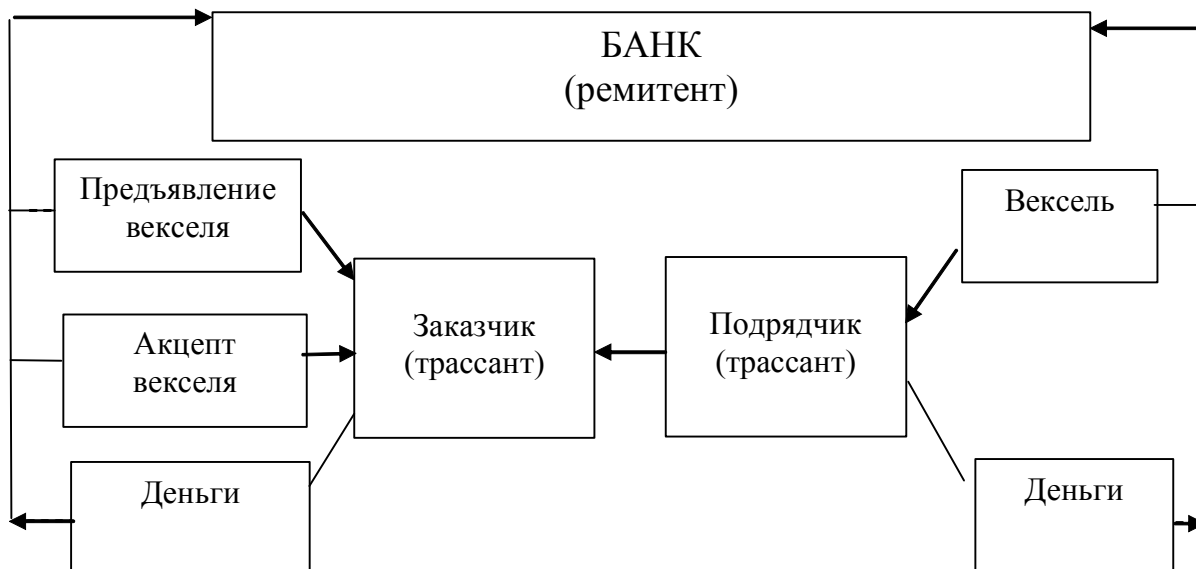 БАНК
(ремитент)
Предъявление
векселя
Вексель
Заказчик
(трассант)
Подрядчик
(трассант)
Акцепт
векселя
Деньги
Деньги